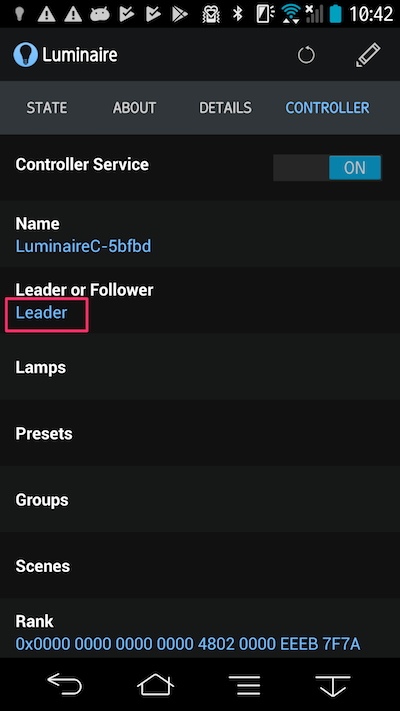 10:42
Luminaire
STATE ABOUT DETAILS CONTROLLER
Controller Service ON
Name
LuminaireC-5bfbd
Leader or Follower
Leader
Lamps
Presets
Groups
Scenes
Rank
0x0000 0000 0000 0000 4802 0000 EEEB 7F7A